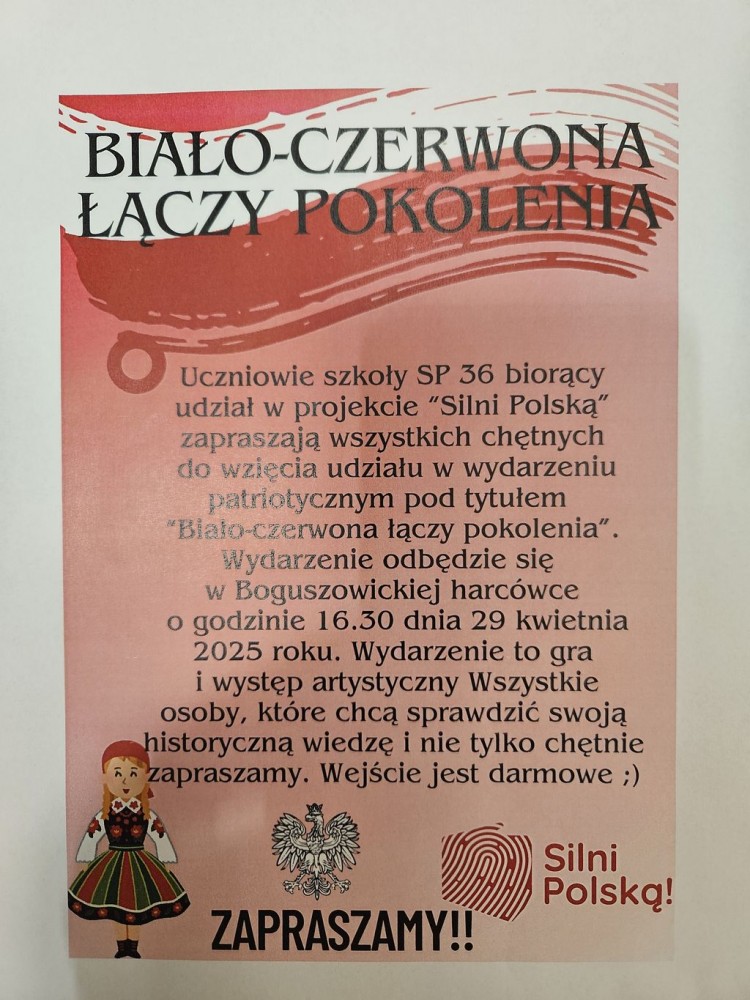 BIAŁO-CZERWONA
ŁĄCZY POKOLENIA
Uczniowie szkoły SP 36 biorący
udział w projekcie "Silni Polską"
zapraszają wszystkich chętnych
do wzięcia udziału w wydarzeniu
patriotycznym pod tytułem
"Biało-czerwona łączy pokolenia".
Wydarzenie odbędzie się
w Boguszowickiej harcówce
o godzinie 16.30 dnia 29 kwietnia
2025 roku. Wydarzenie to gra
i występ artystyczny Wszystkie
osoby, które chcą sprawdzić swoją
historyczną wiedzę i nie tylko chętnie
zapraszamy. Wejście jest darmowe ;)
Silni
Polską!
ZAPRASZAMY!!